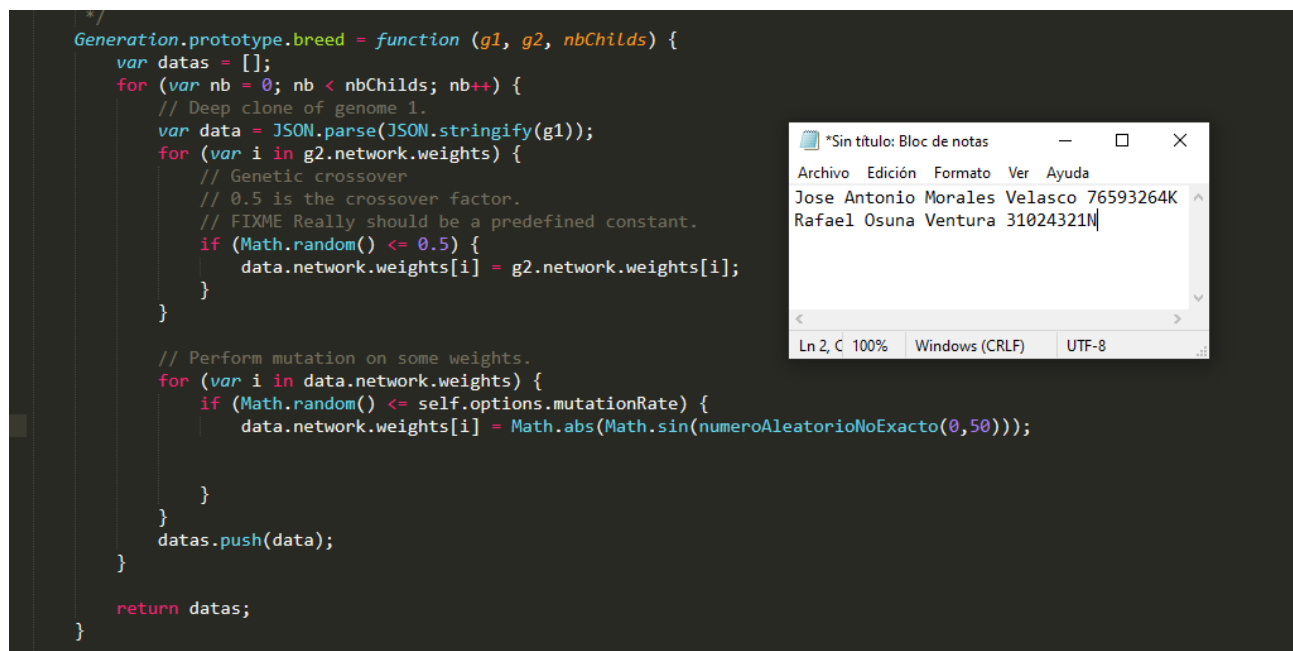 */
Generation.prototype.breed = function (g1, g2, nbChilds) {
var datas = [];
for (var nb = 0; nb < nbChilds; nb++) {
// Deep clone of genome 1.
var data = JSON.parse(JSON.stringify(g1));
for (var i in g2.network.weights) {
// Genetic crossover
// 0.5 is the crossover factor.
// FIXME Really should be a predefined constant.
if (Math.random() <= 0.5) {
data.network.weights[i] = g2.network.weights[i];
}
}
// Perform mutation on some weights.
for (var i in data.network.weights) {
if (Math.random() <= self.options.mutationRate) {
data.network.weights[i] = Math.abs(Math.sin(numeroAleatorioNoExacto(0,50)));
}
}
datas.push(data);
}
return datas;
}
*Sin título: Bloc de notas
Archivo Edición Formato Ver Ayuda
Jose Antonio Morales Velasco 76593264K
Rafael Osuna Ventura 31024321N
Ln 2, C 100% Windows (CRLF) UTF-8